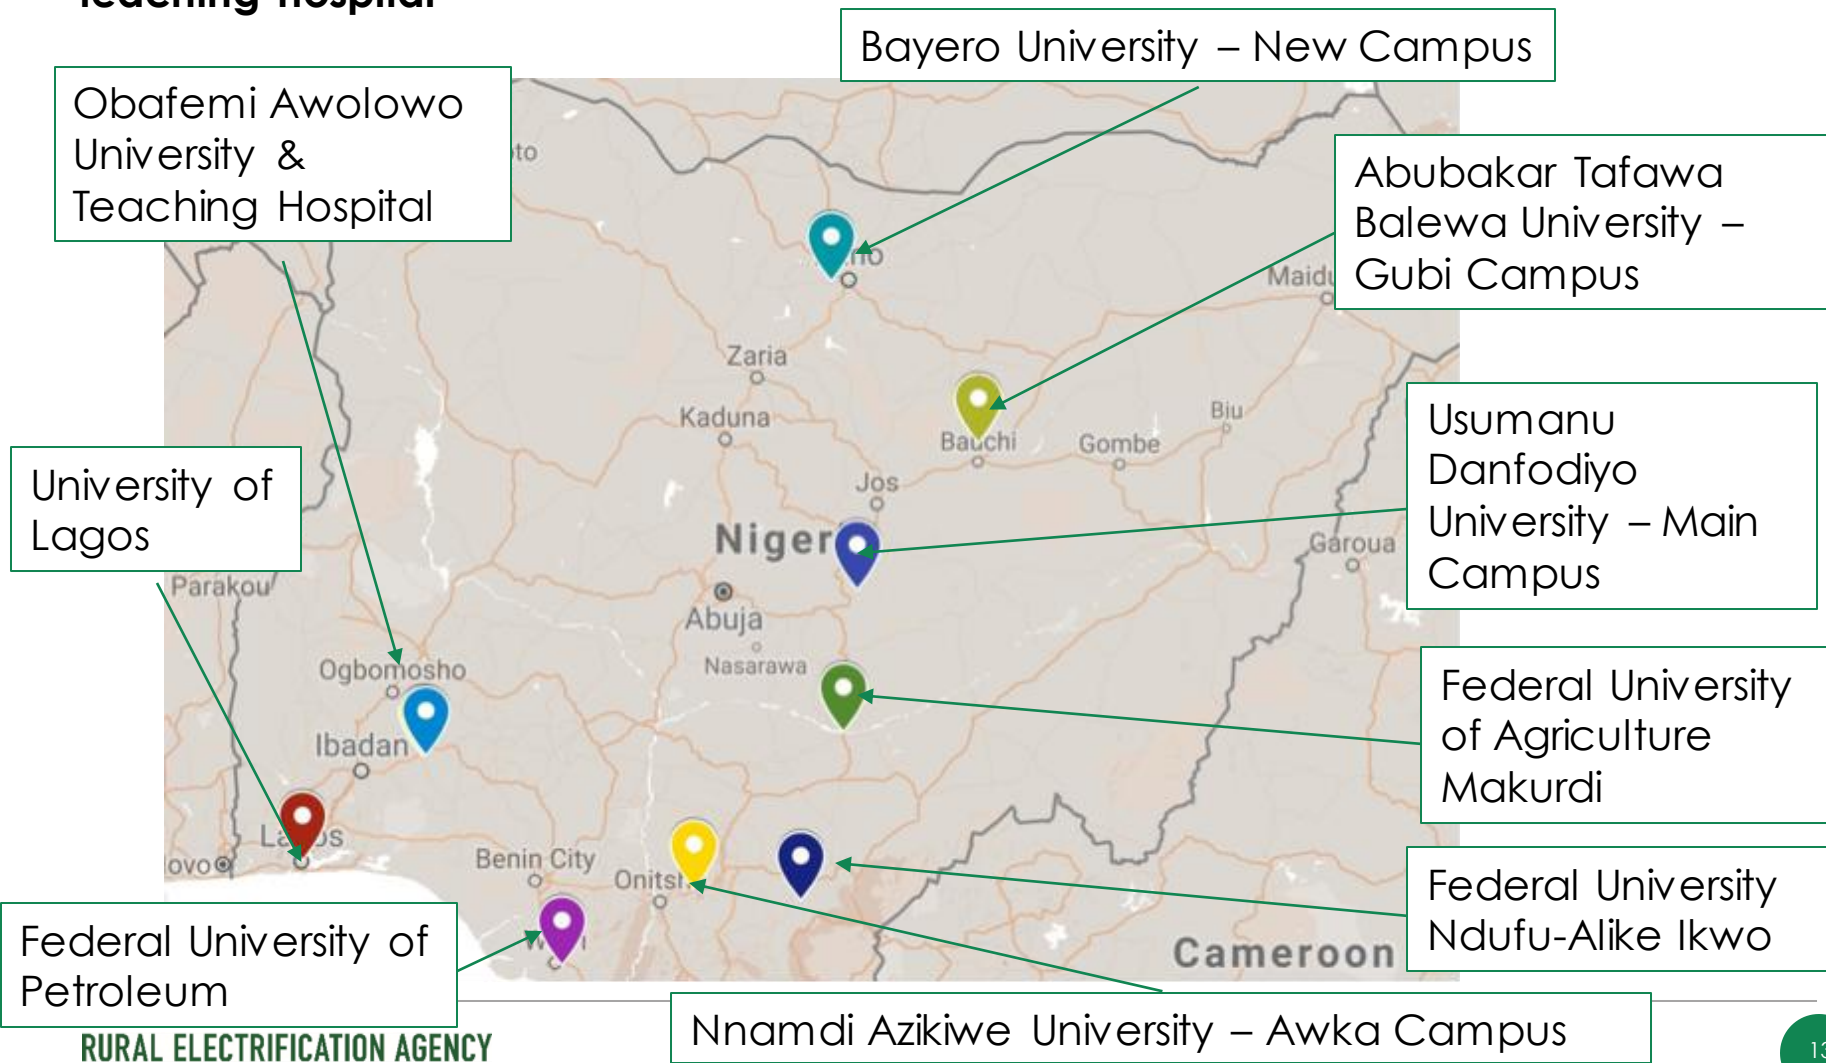 Teaching Hospital
Bayero University – New Campus
Obafemi Awolowo
University &
Teaching Hospital
Abubakar Tafawa
Balewa University –
Gubi Campus
Maidu
Zaria
Kaduna
Bauchi
Gombe
Biu
Jos
Usumanu
Danfodiyo
University – Main
Campus
University of
Lagos
Niger
Garoua
Parakou
Abuja
Nasarawa
Ogbomosho
Federal University
of Agriculture
Makurdi
Ibadan
Lagos
Benin City
Onitsh
Federal University
Ndufu-Alike Ikwo
Federal University of
Petroleum
Cameroon
Nnamdi Azikiwe University – Awka Campus
RURAL ELECTRIFICATION AGENCY
13